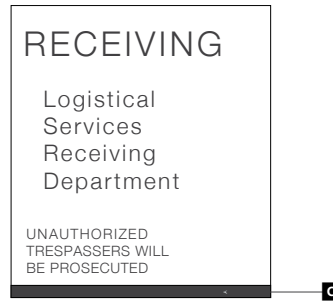 RECEIVING
Logistical
Services
Receiving
Department
UNAUTHORIZED
TRESPASSERS WILL
BE PROSECUTED